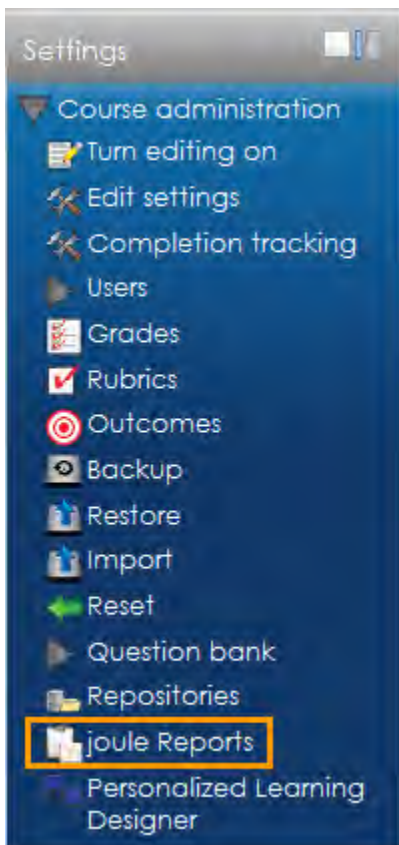 Settings
Course administration
Turn editing on
Edit settings
Completion tracking
Users
Grades
Rubrics
Outcomes
Backup
Restore
Import
Reset
Question bank
Repositories
joule Reports
Personalized Learning
Designer